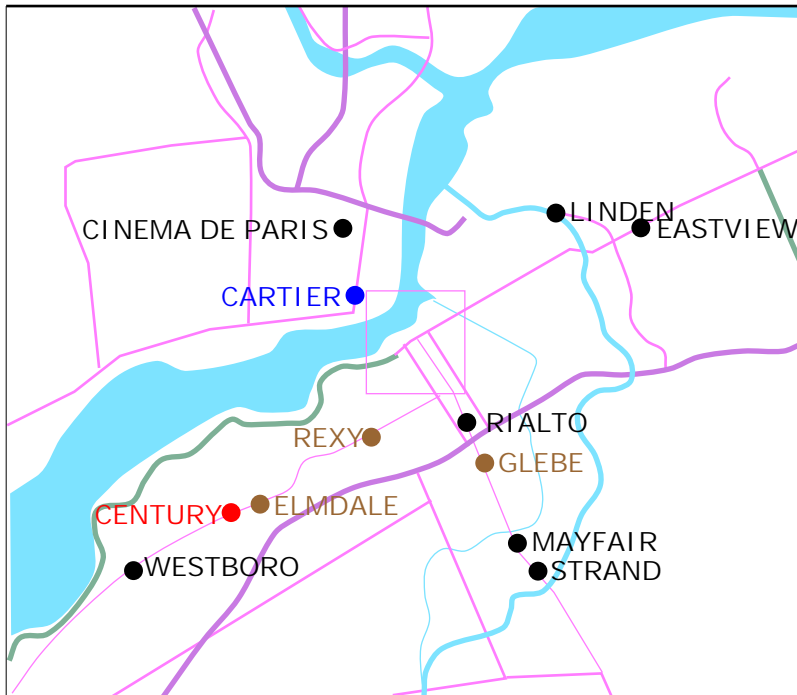 LINDEN
CINEMA DE PARIS
EASTVIEW
CARTIER
RIALTO
REXY
GLEBE
ELMDALE
CENTURY
MAYFAIR
WESTBORO
STRAND